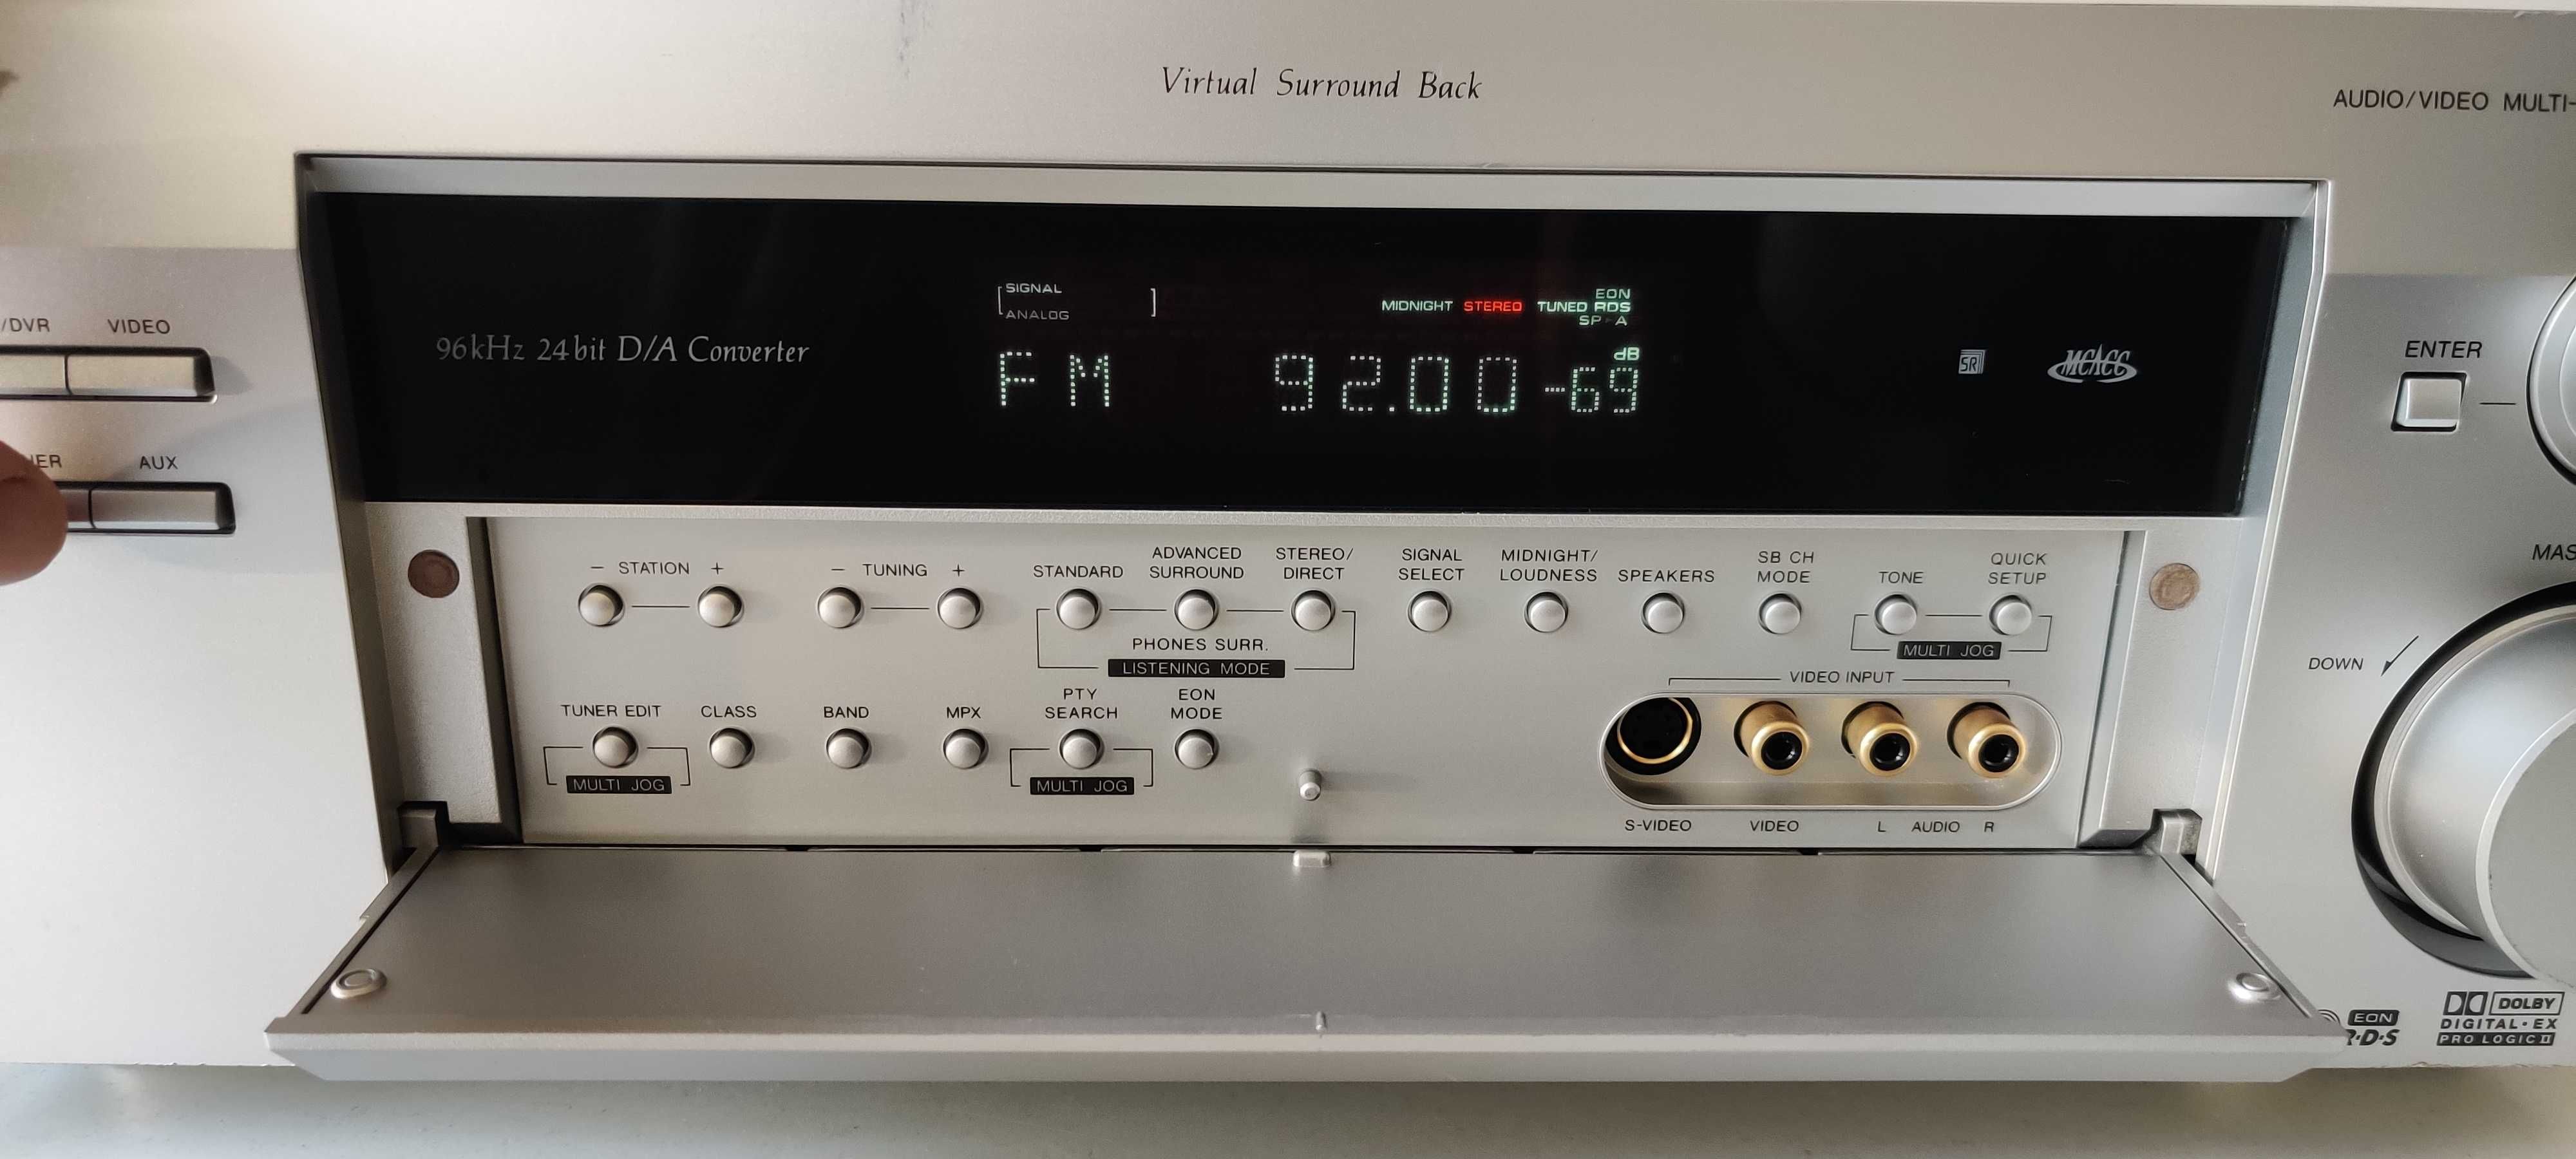 Virtual Surround Back
AUDIO/VIDEO MULTI-
/DVR VIDEO
AUX
96kHz 24bit D/A Converter
SIGNAL
ANALOG
EON
MIDNIGHT STEREO TUNED RDS
SP▸A
dB
FM 92.00 -69
SR
MCACC
ENTER
- STATION +
- TUNING +
STANDARD
ADVANCED
SURROUND
STEREO/
DIRECT
PHONES SURR.
LISTENING MODE
SIGNAL
SELECT
MIDNIGHT/
LOUDNESS
SPEAKERS
SB CH
MODE
TONE
QUICK
SETUP
MULTI JOG
TUNER EDIT
MULTI JOG
CLASS
BAND
MPX
PTY
SEARCH
MULTI JOG
EON
MODE
VIDEO INPUT
S-VIDEO VIDEO L AUDIO R
MAS
DOWN
EON
R·D·S
DOLBY
DIGITAL·EX
PRO LOGIC II